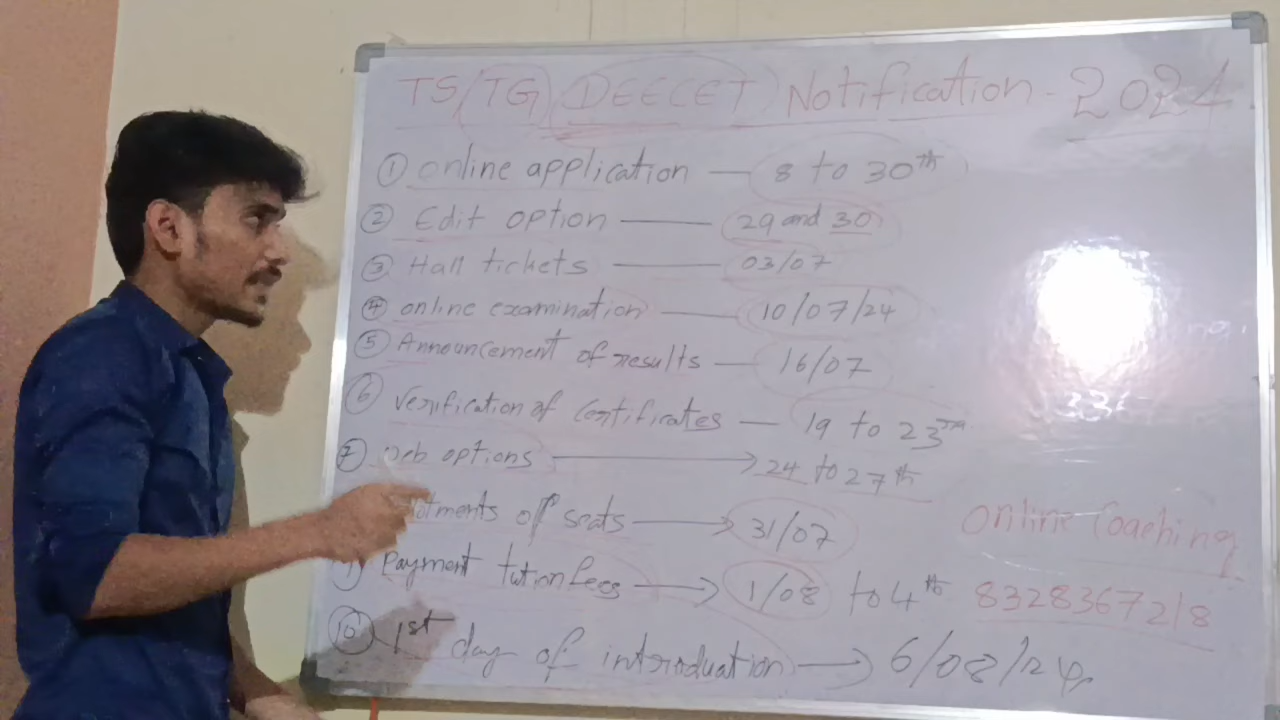 TS/TG DEECET Notification - 2024
① online application — 8 to 30th
② Edit option — 29 and 30
③ Hall tickets — 03/07
④ online examination — 10/07/24
⑤ Announcement of results — 16/07
⑥ verification of certificates — 19 to 23rd
⑦ web options → 24 to 27th
of seats → 31/07
payment tution fees → 1/08 to 4th
⑩ 1st day of introduation → 6/08/24
Online Coaching
8328367218